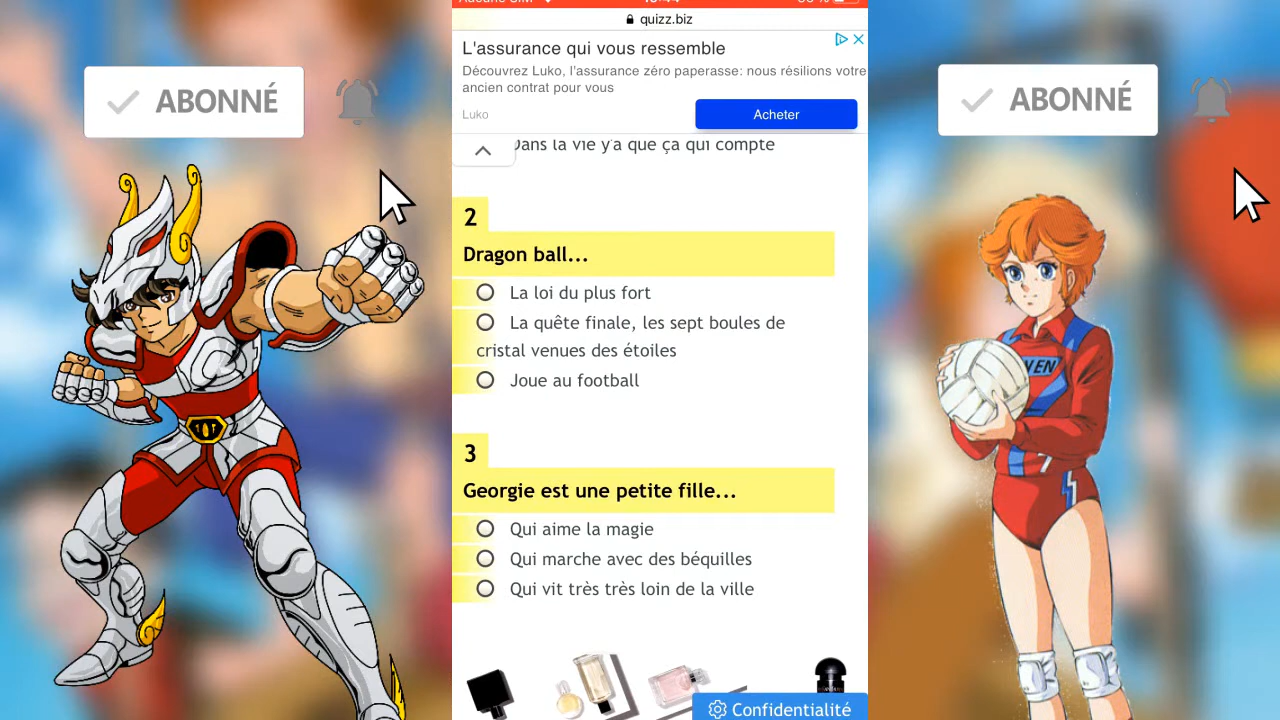 quizz.biz
L'assurance qui vous ressemble
Découvrez Luko, l'assurance zéro paperasse: nous résilions votre
ancien contrat pour vous
Luko
Acheter
ABONNÉ
ABONNÉ
Dans la vie y'a que ça qui compte
2
Dragon ball...
La loi du plus fort
La quête finale, les sept boules de
cristal venues des étoiles
Joue au football
3
Georgie est une petite fille...
Qui aime la magie
Qui marche avec des béquilles
Qui vit très très loin de la ville
Confidentialité